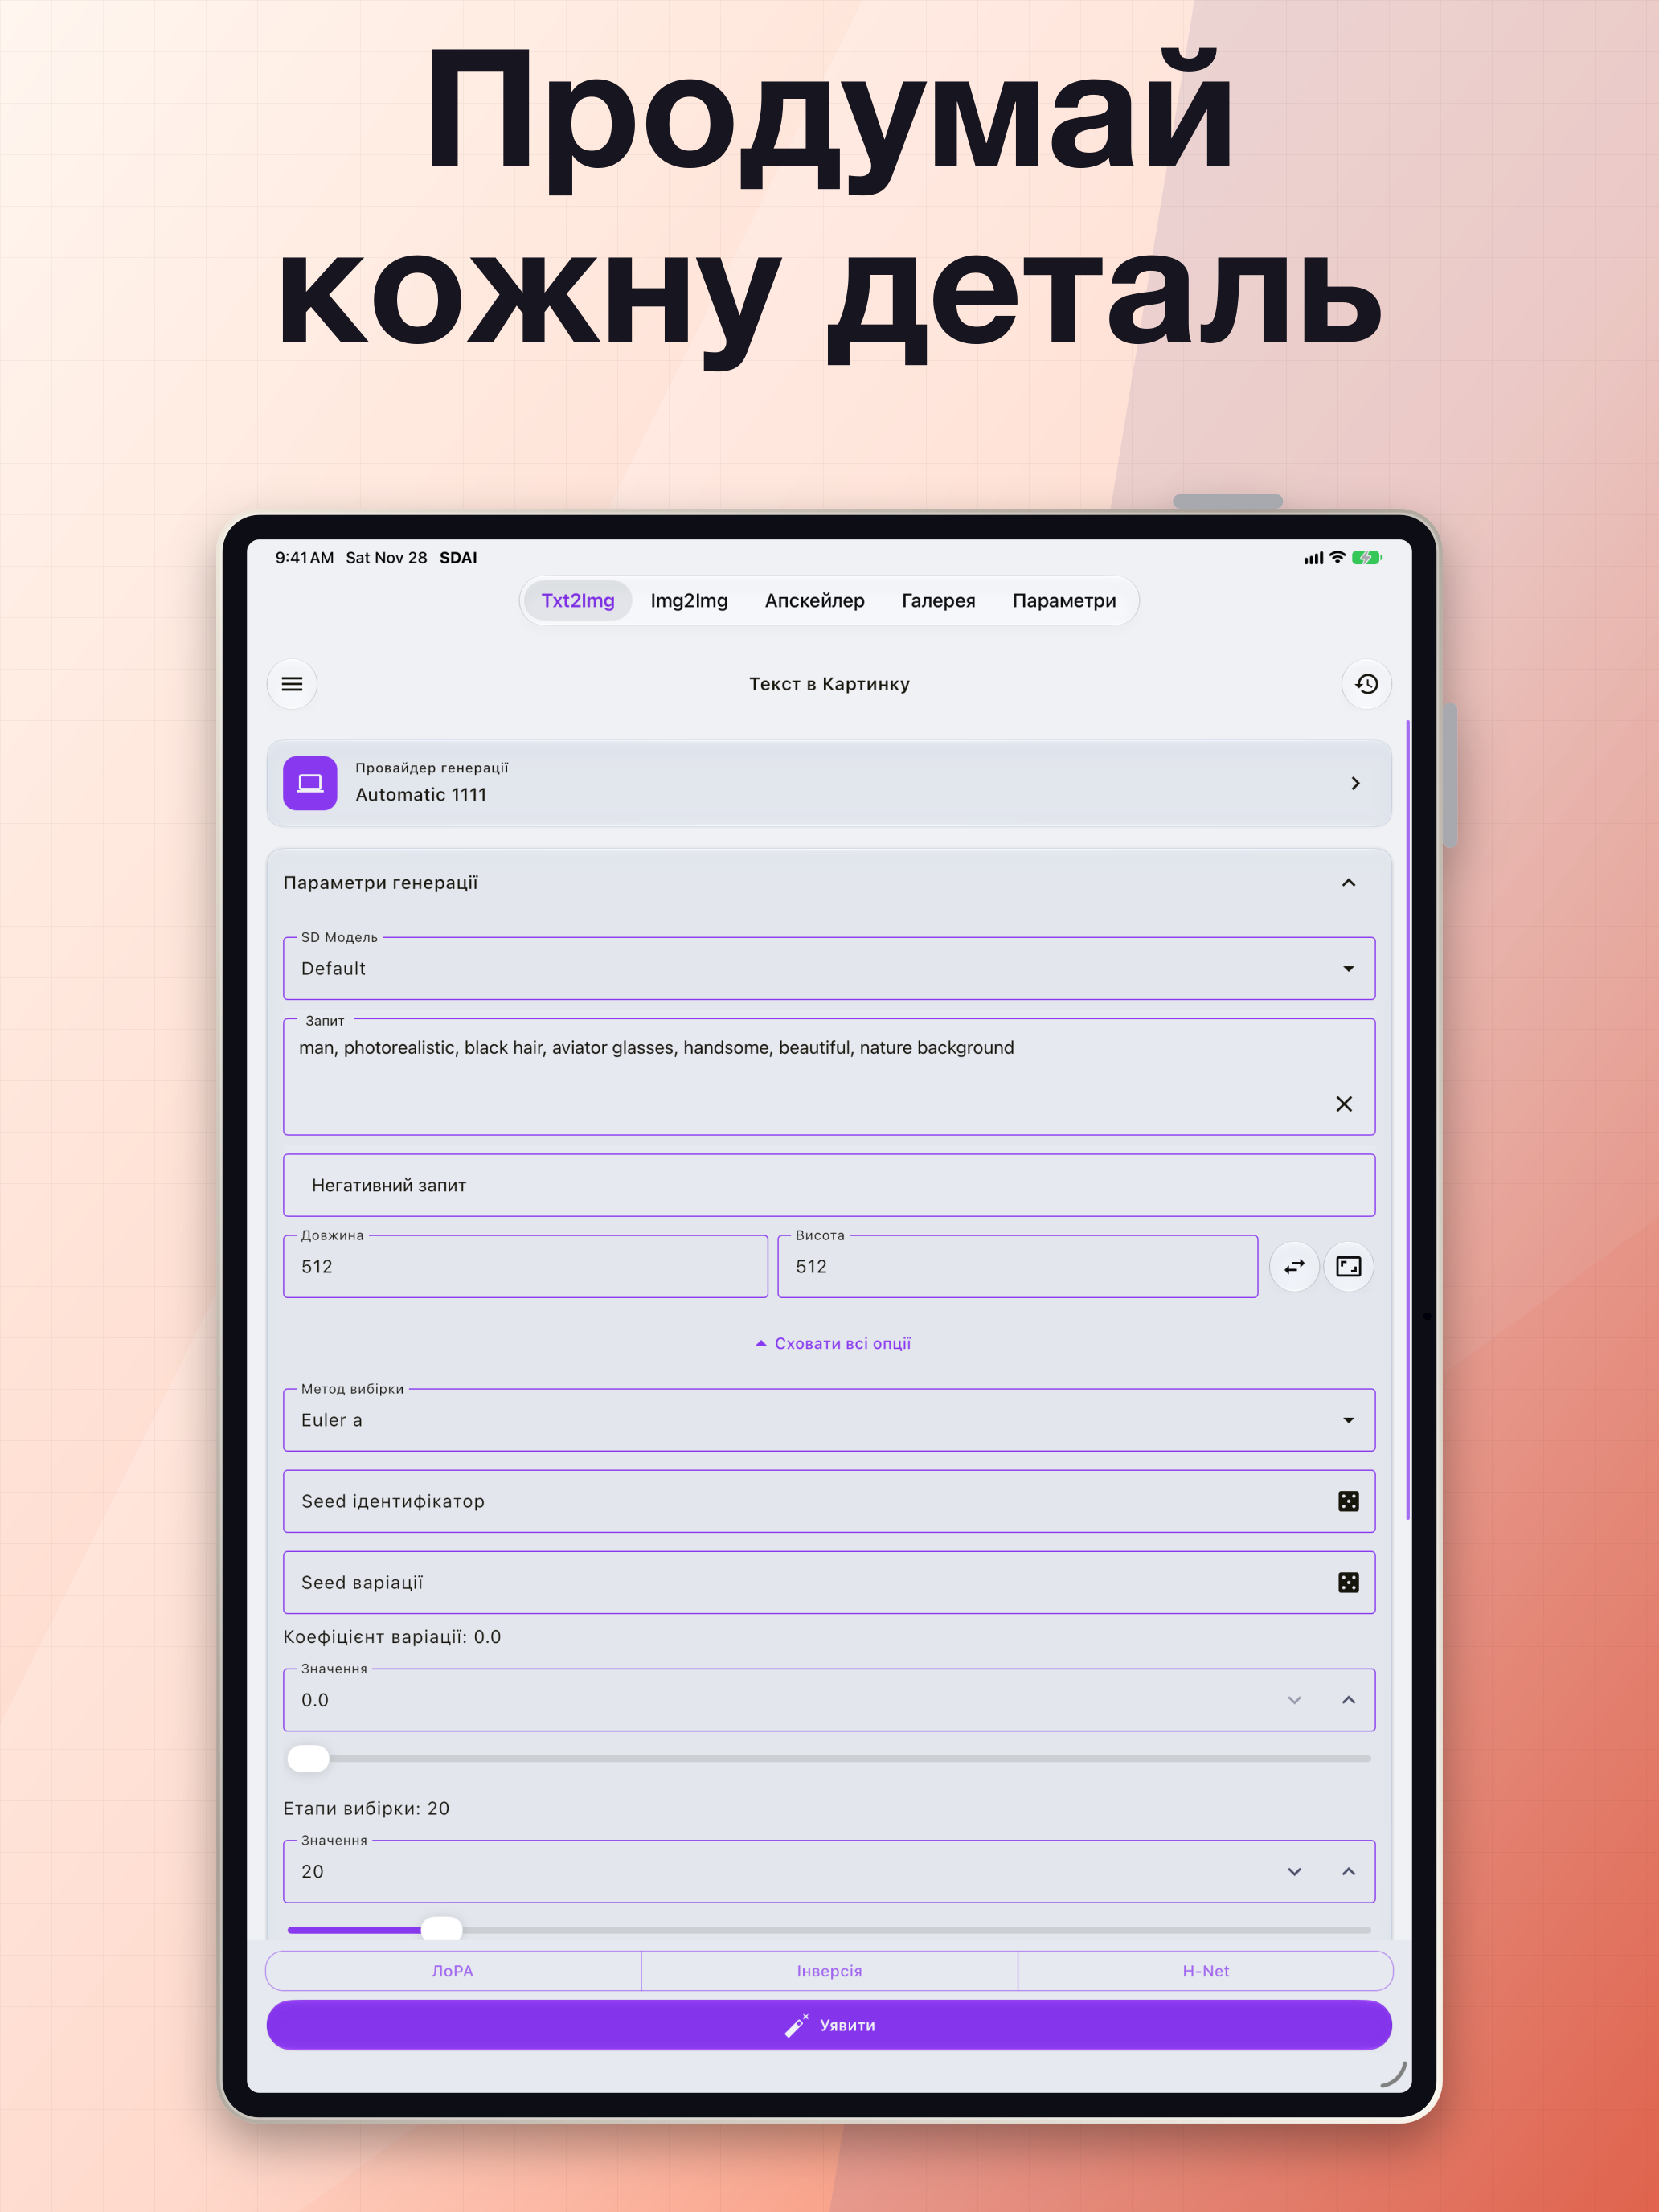 Продумай
кожну деталь
9:41 AM Sat Nov 28 SDAI
Txt2Img Img2Img Апскейлер Галерея Параметри
Текст в Картинку
Провайдер генерації
Automatic 1111
Параметри генерації
SD Модель
Default
Запит
man, photorealistic, black hair, aviator glasses, handsome, beautiful, nature background
Негативний запит
Довжина Висота
512 512
Сховати всі опції
Метод вибірки
Euler a
Seed ідентифікатор
Seed варіації
Коефіцієнт варіації: 0.0
Значення
0.0
Етапи вибірки: 20
Значення
20
ЛоРА Інверсія H-Net
Уявити